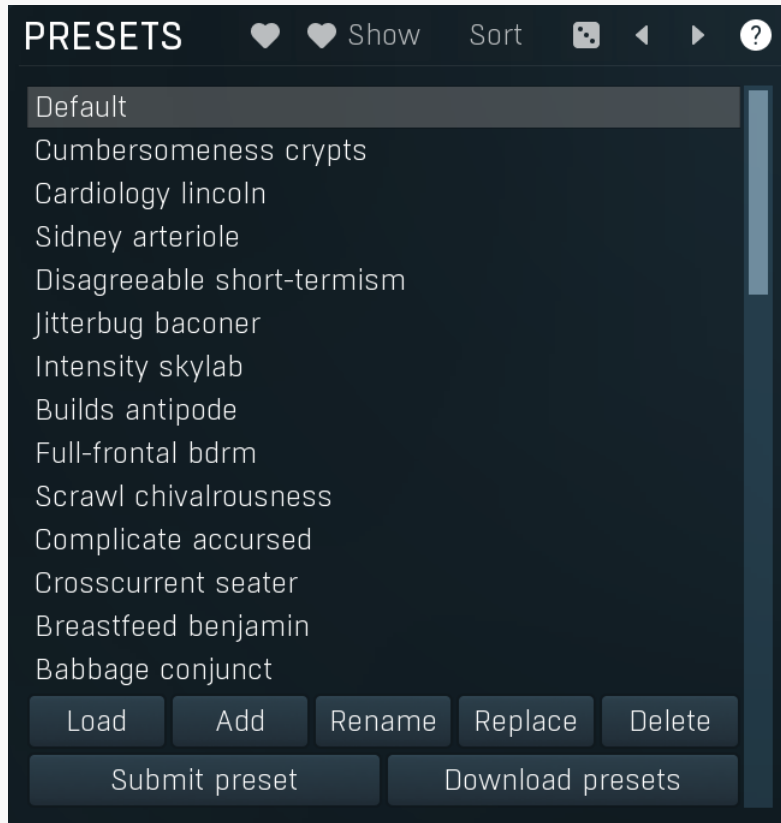 PRESETS Show Sort ?
Default
Cumbersomeness crypts
Cardiology lincoln
Sidney arteriole
Disagreeable short-termism
Jitterbug baconer
Intensity skylab
Builds antipode
Full-frontal bdrm
Scrawl chivalrousness
Complicate accursed
Crosscurrent seater
Breastfeed benjamin
Babbage conjunct
Load Add Rename Replace Delete
Submit preset Download presets